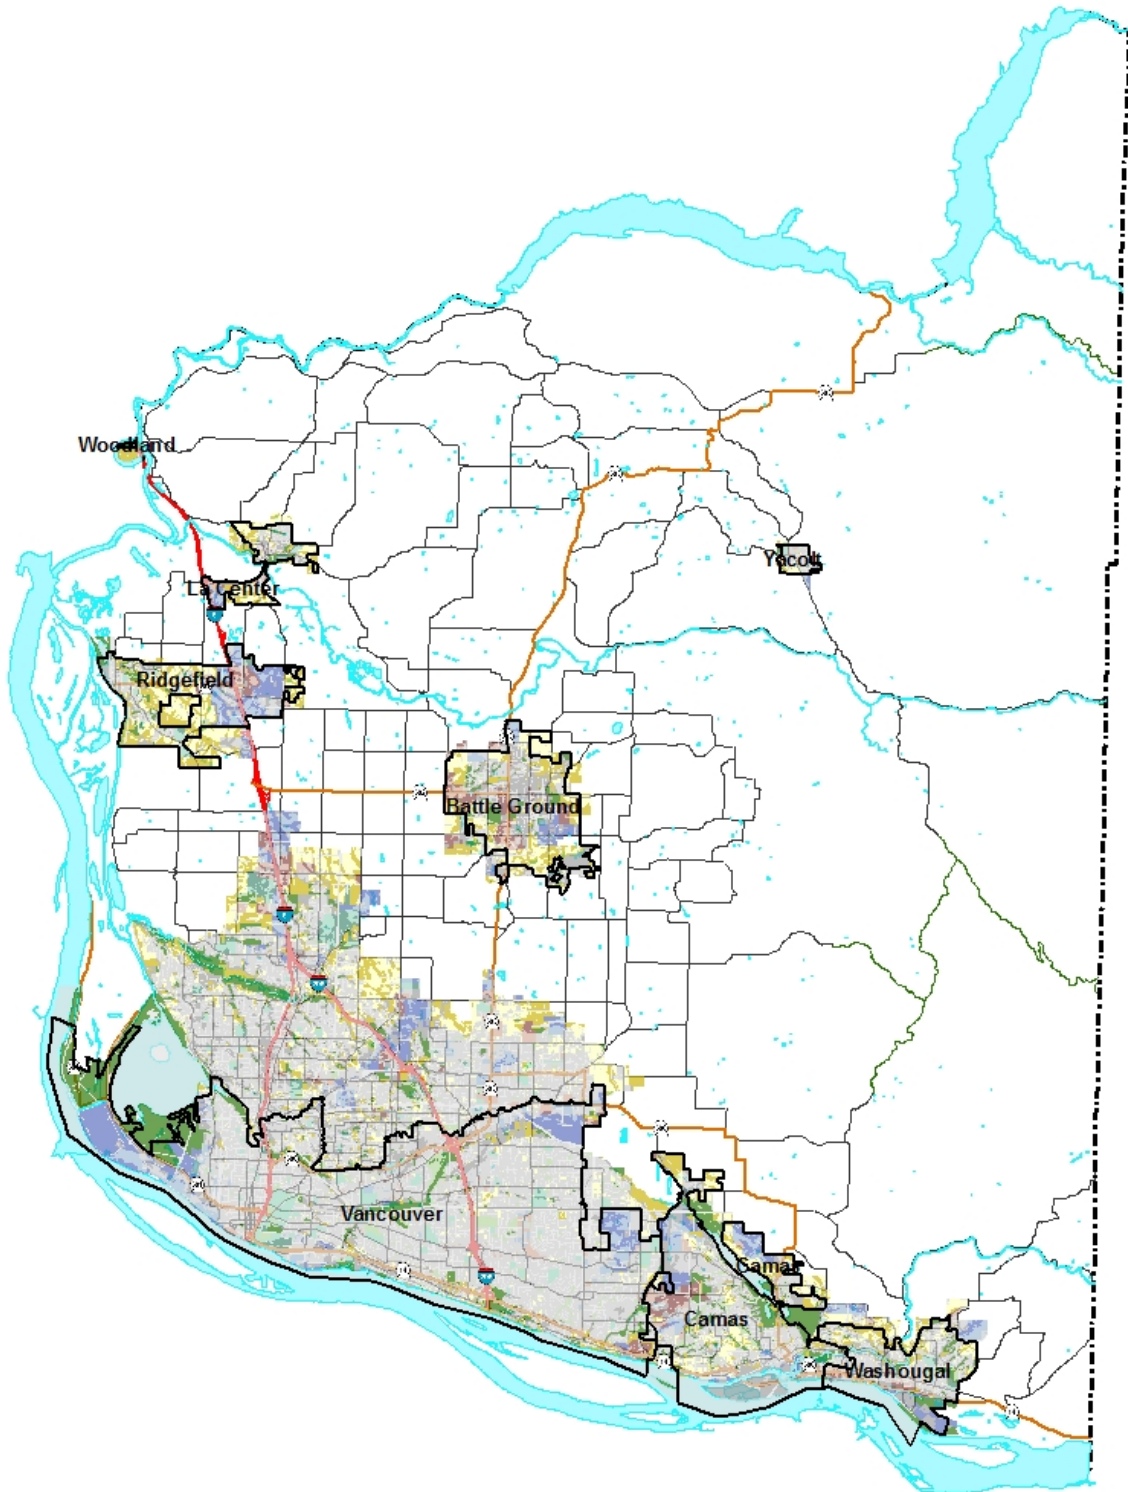 Woodland
Yacolt
La Center
Ridgefield
Battle Ground
Vancouver
Camas
Camas
Washougal